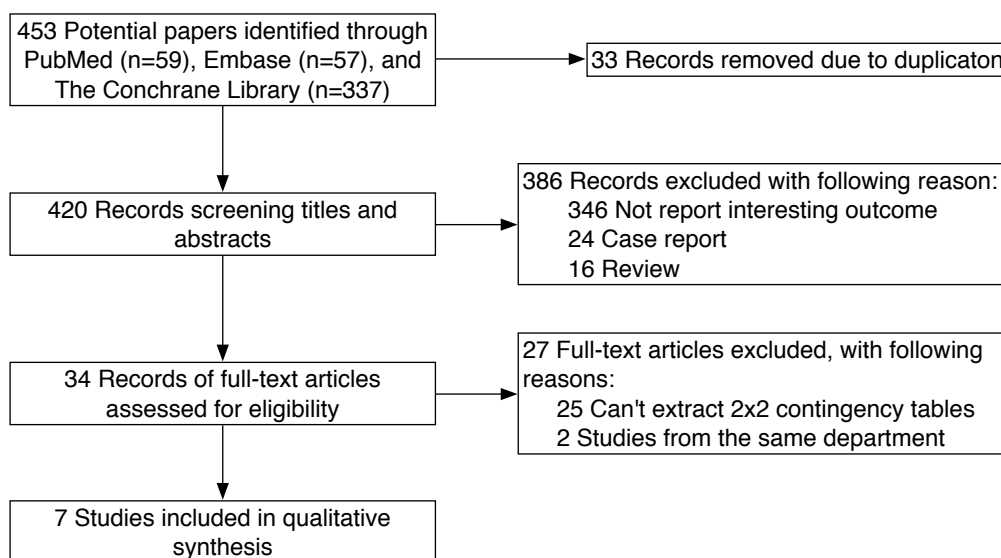 453 Potential papers identified through
PubMed (n=59), Embase (n=57), and
The Conchrane Library (n=337)
33 Records removed due to duplicaton
420 Records screening titles and
abstracts
386 Records excluded with following reason:
346 Not report interesting outcome
24 Case report
16 Review
34 Records of full-text articles
assessed for eligibility
27 Full-text articles excluded, with following
reasons:
25 Can't extract 2x2 contingency tables
2 Studies from the same department
7 Studies included in qualitative
synthesis